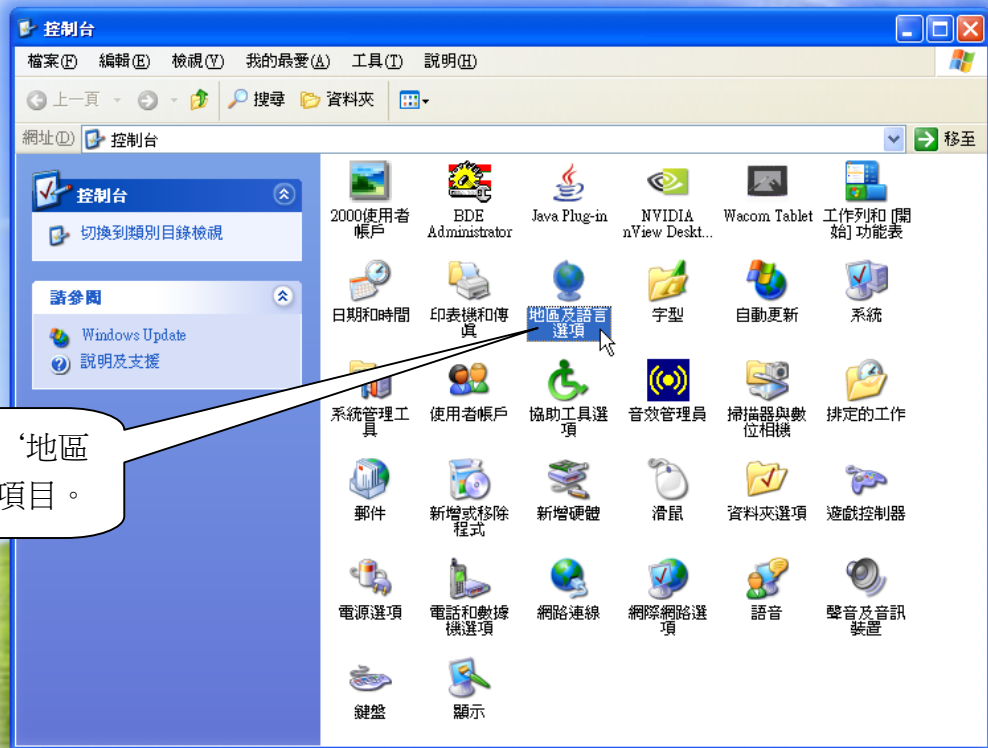 控制台
檔案(F) 編輯(E) 檢視(V) 我的最愛(A) 工具(T) 說明(H)
上一頁 搜尋 資料夾
網址(D) 控制台 移至
控制台
切換到類別目錄檢視
請參閱
Windows Update
說明及支援
2000使用者
帳戶
BDE
Administrator
Java Plug-in
NVIDIA
nView Deskt...
Wacom Tablet
工作列和 [開
始] 功能表
日期和時間
印表機和傳
真
地區及語言
選項
字型
自動更新
系統
系統管理工
具
使用者帳戶
協助工具選
項
音效管理員
掃描器與數
位相機
排定的工作
郵件
新增或移除
程式
新增硬體
滑鼠
資料夾選項
遊戲控制器
電源選項
電話和數據
機選項
網路連線
網際網路選
項
語音
聲音及音訊
裝置
鍵盤
顯示
‘地區
項目。